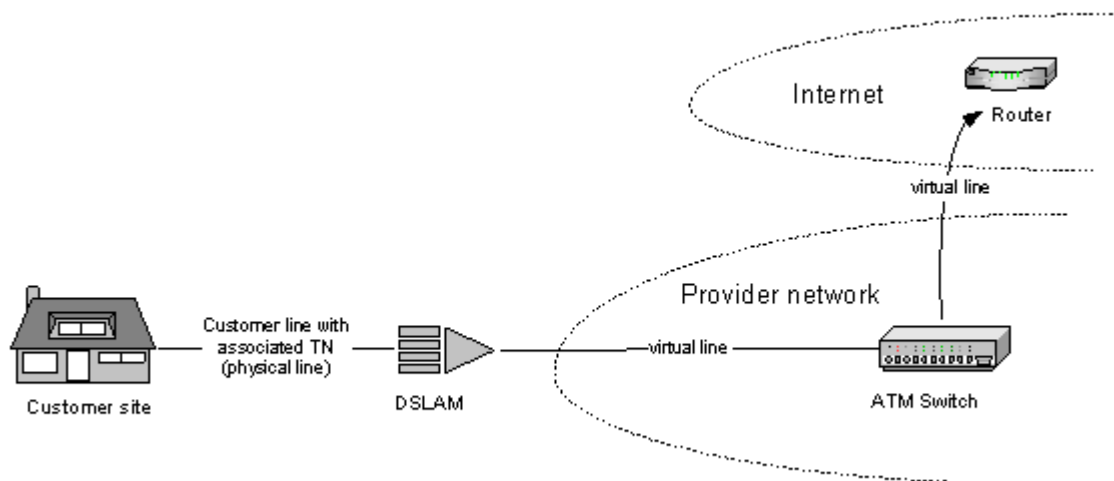 Internet
Router
virtual line
Provider network
Customer line with
associated TN
(physical line)
virtual line
Customer site
DSLAM
ATM Switch